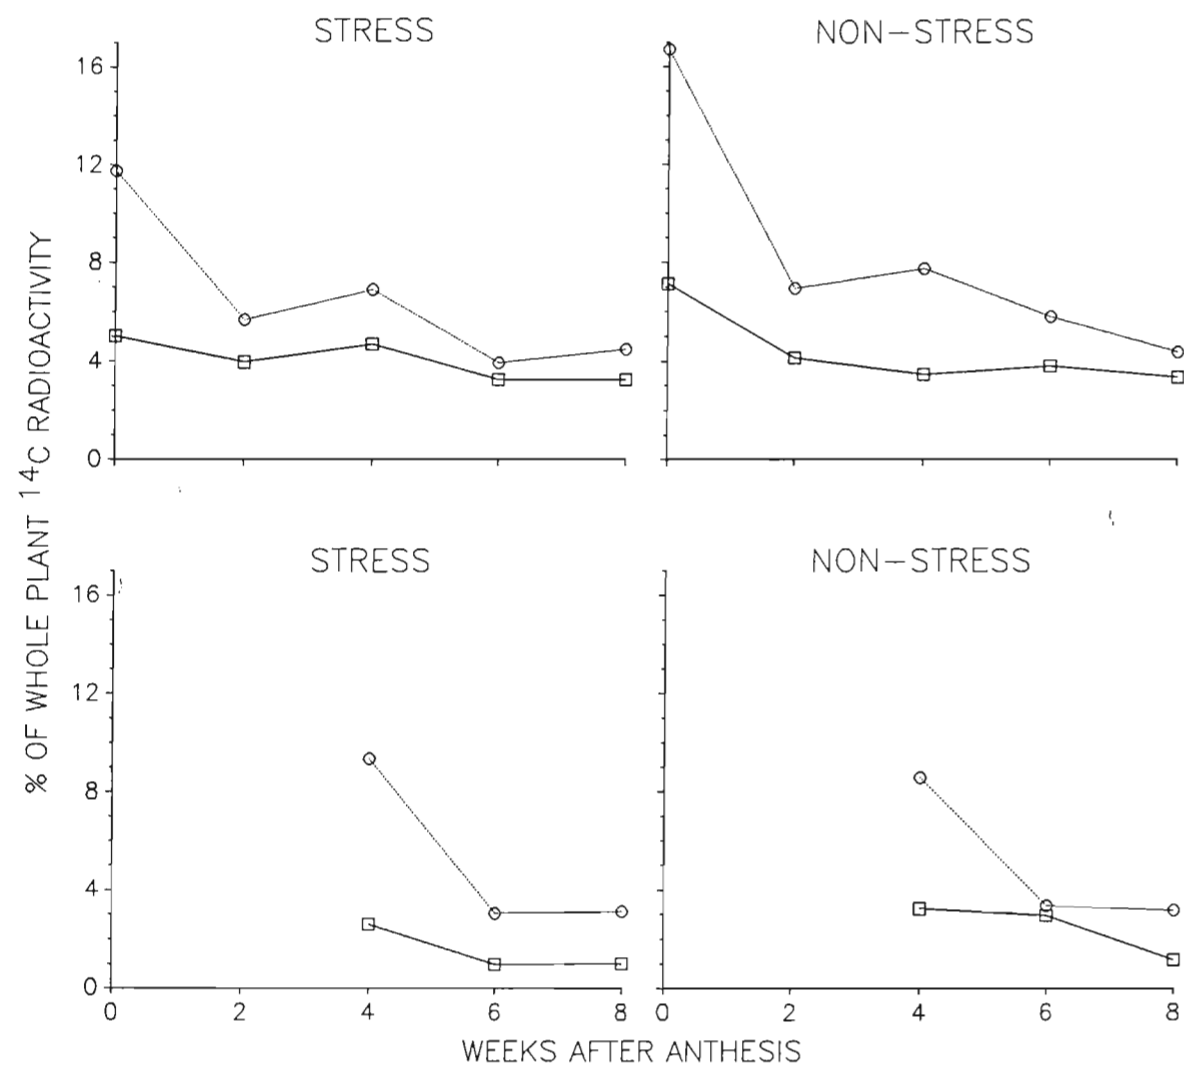 STRESS
NON-STRESS
16
12
8
4
0
% OF WHOLE PLANT 14C RADIOACTIVITY
STRESS
NON-STRESS
16
12
8
4
0
0 2 4 6 8
0 2 4 6 8
WEEKS AFTER ANTHESIS